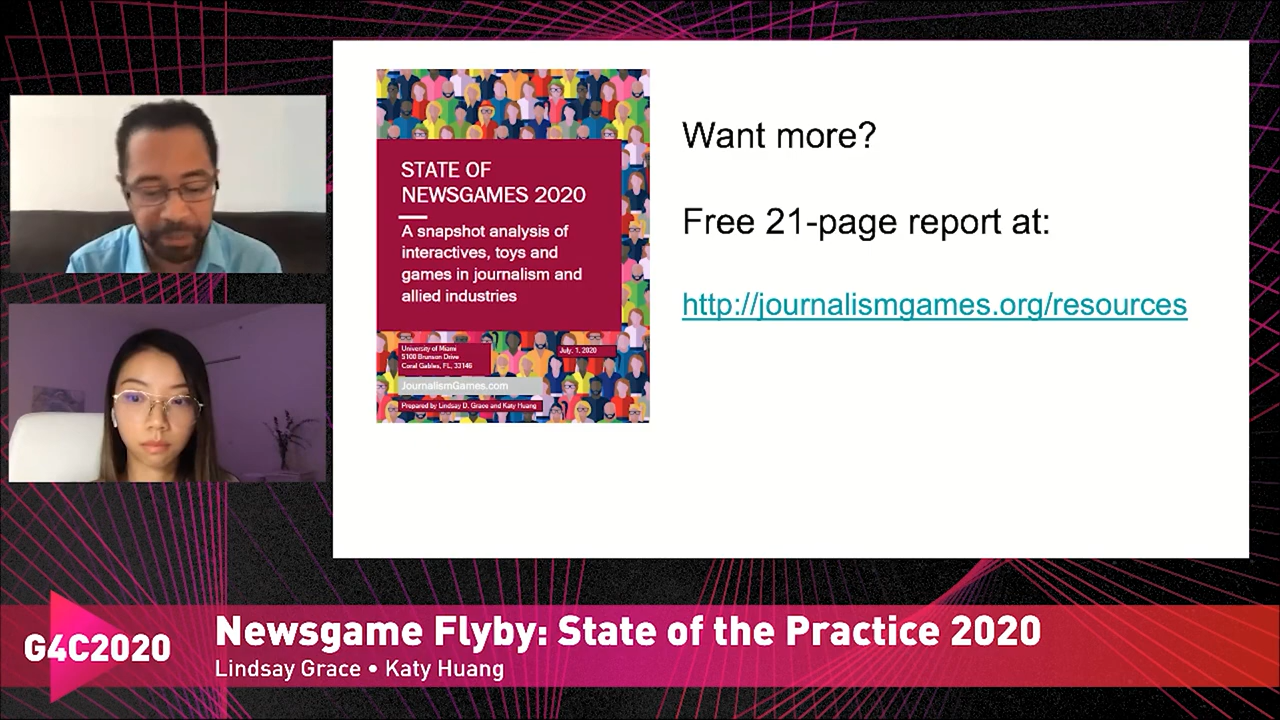 STATE OF
NEWSGAMES 2020
A snapshot analysis of
interactives, toys and
games in journalism and
allied industries
University of Miami
5100 Brunson Drive
Coral Gables, FL, 33146
July, 1, 2020
JournalismGames.com
Prepared by Lindsay D. Grace and Katy Huang
Want more?
Free 21-page report at:
http://journalismgames.org/resources
G4C2020
Newsgame Flyby: State of the Practice 2020
Lindsay Grace • Katy Huang